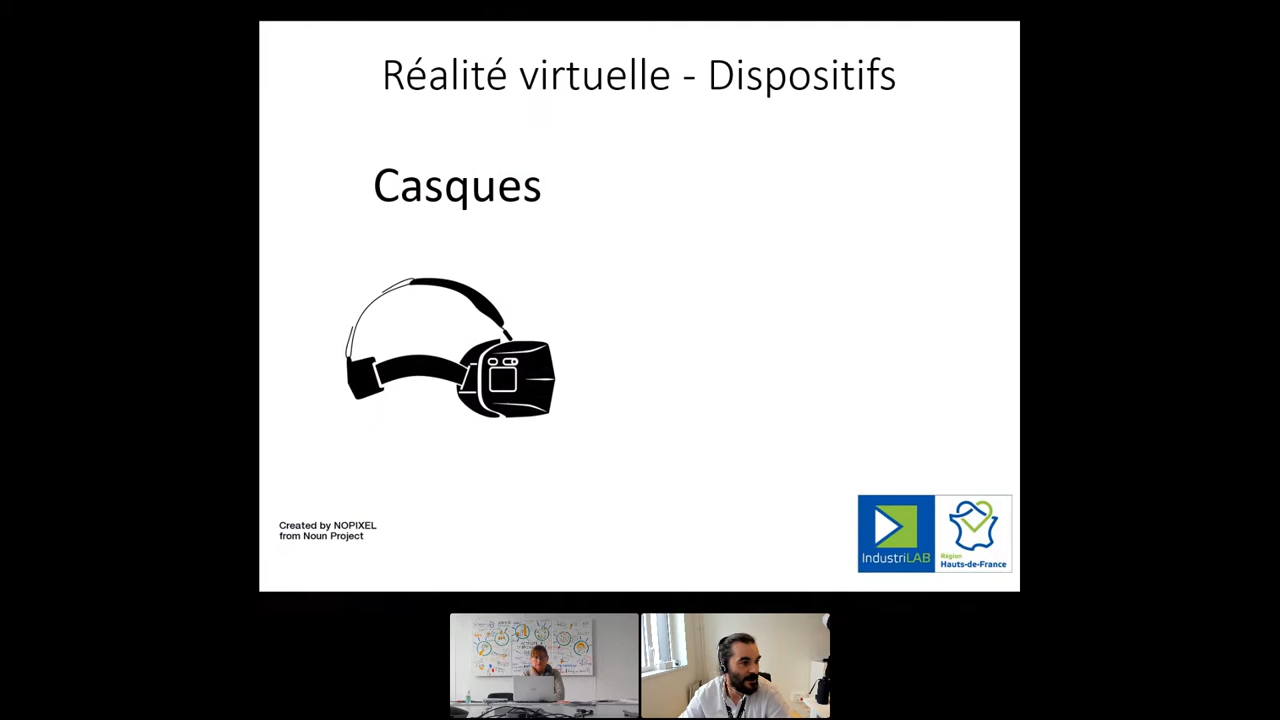 Réalité virtuelle - Dispositifs
Casques
Created by NOPIXEL
from Noun Project
IndustriLAB
Région
Hauts-de-France